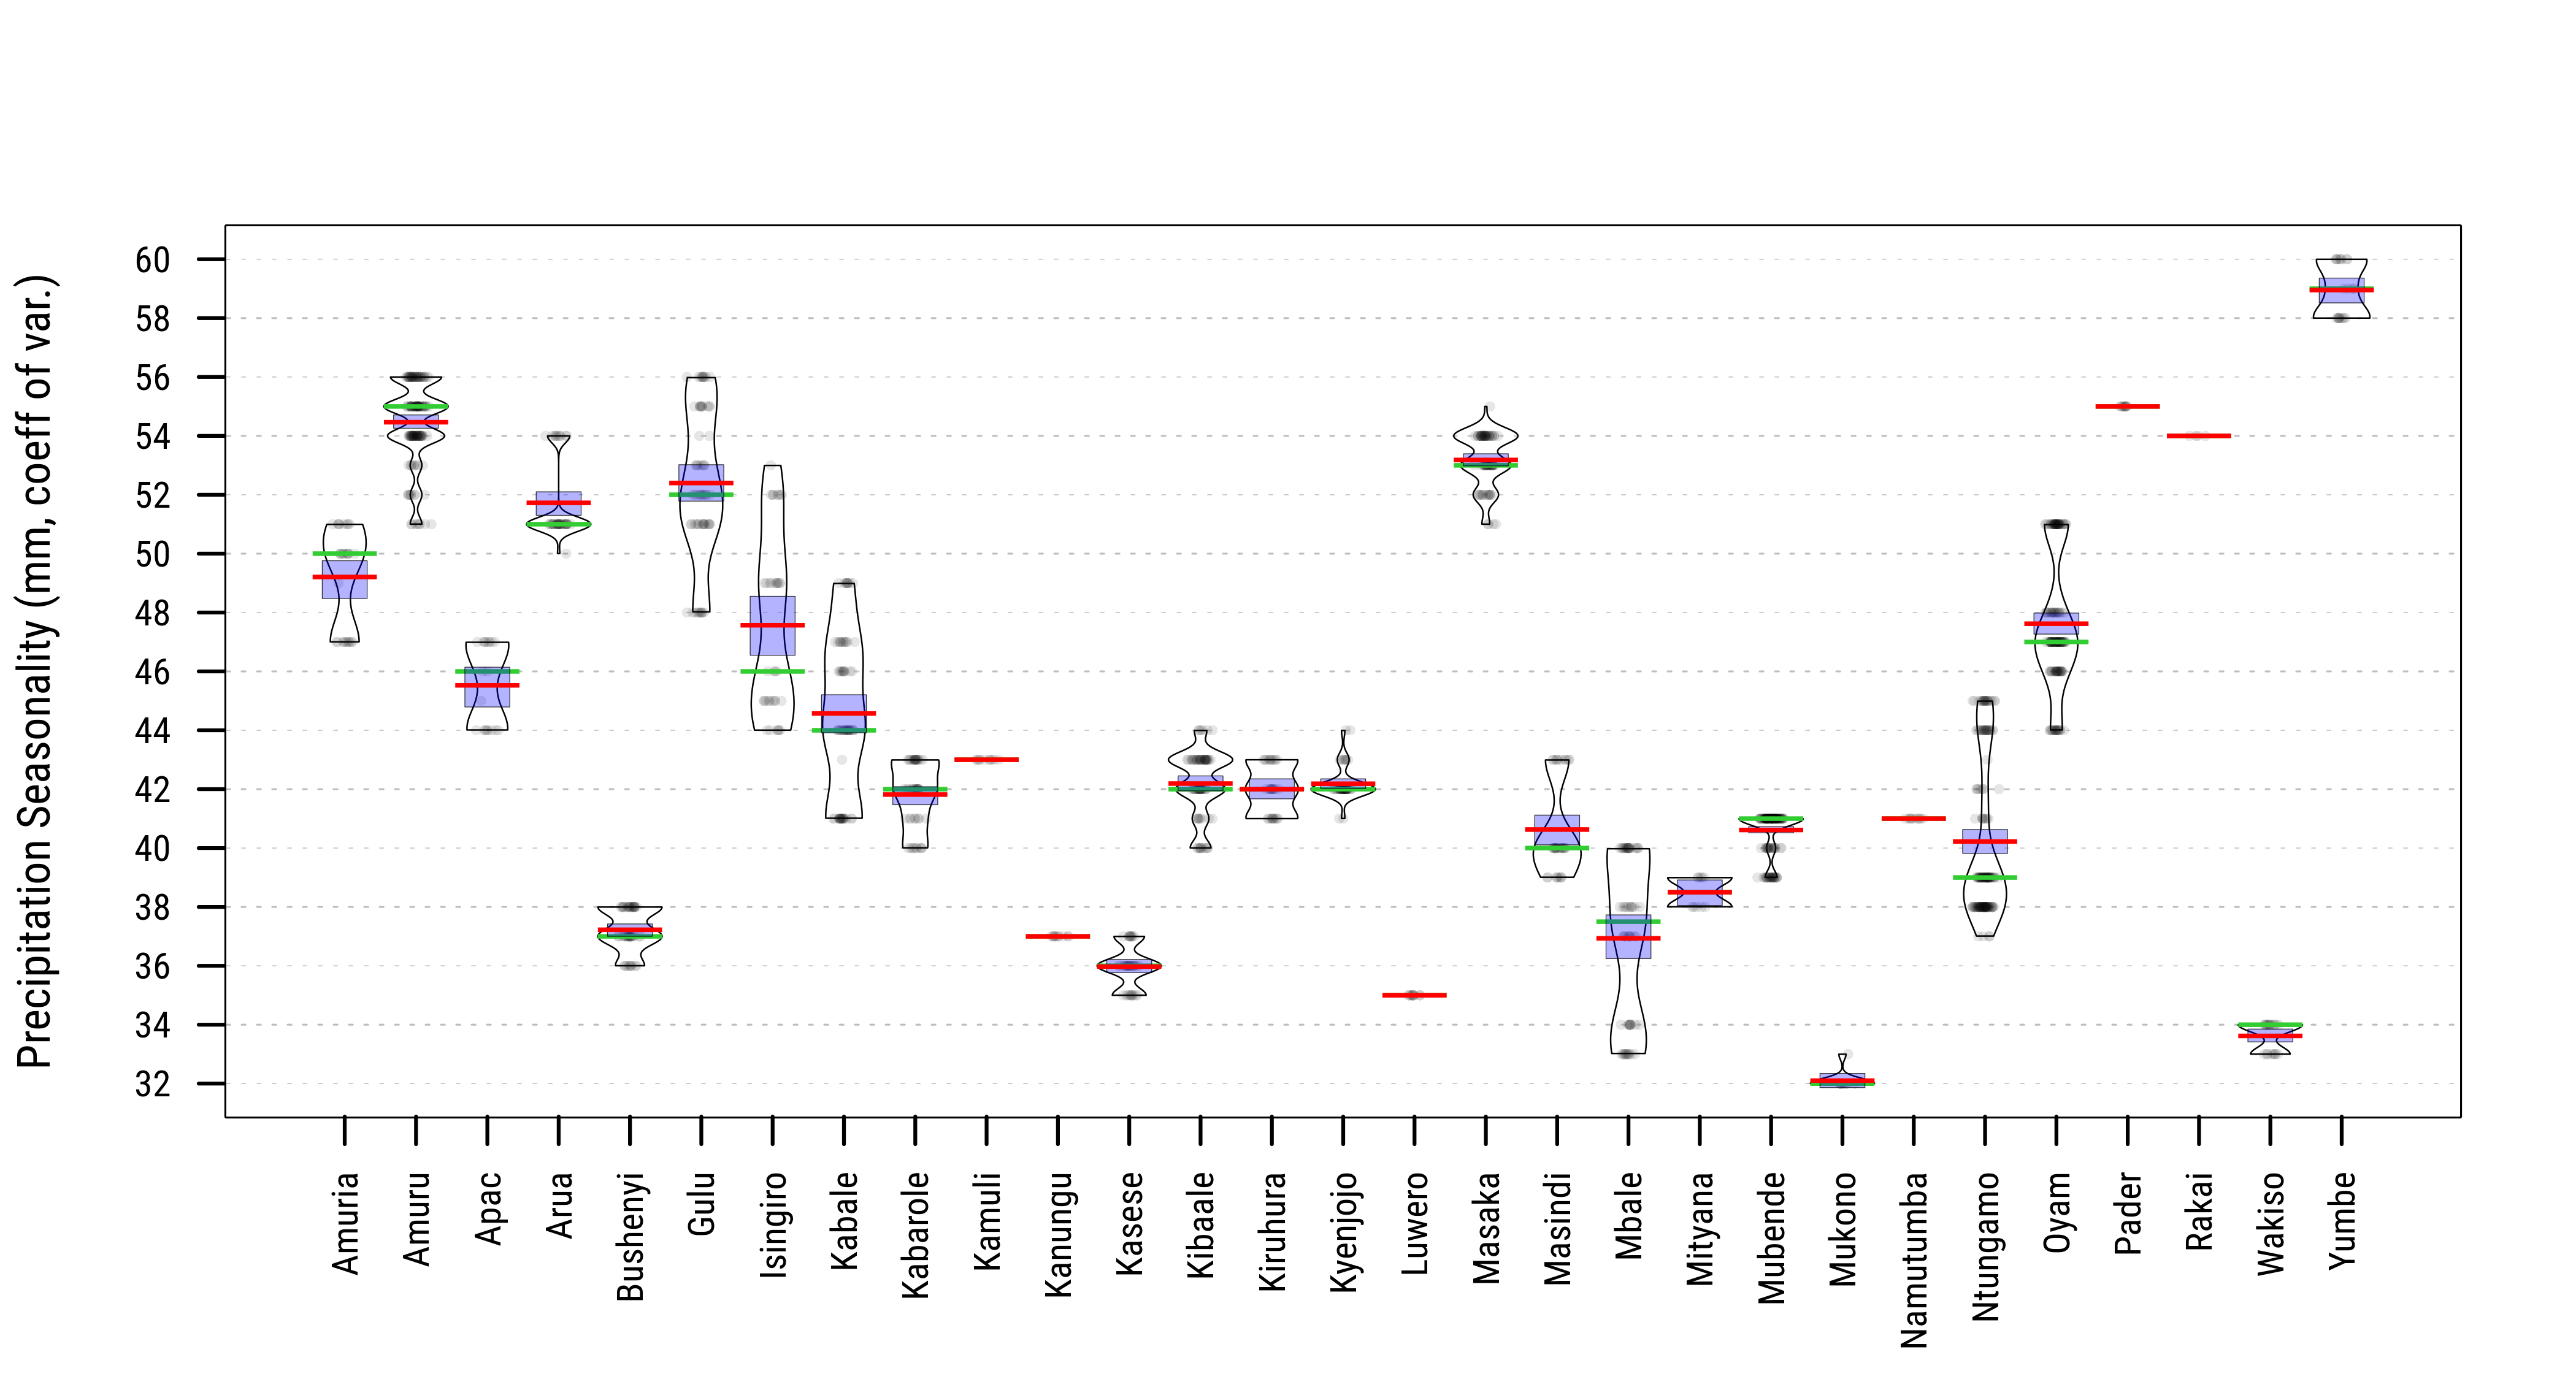 Precipitation Seasonality (mm, coeff of var.)
60
58
56
54
52
50
48
46
44
42
40
38
36
34
32
Amuria
Amuru
Apac
Arua
Bushenyi
Gulu
Isingiro
Kabale
Kabarole
Kamuli
Kanungu
Kasese
Kibaale
Kiruhura
Kyenjojo
Luwero
Masaka
Masindi
Mbale
Mityana
Mubende
Mukono
Namutumba
Ntungamo
Oyam
Pader
Rakai
Wakiso
Yumbe